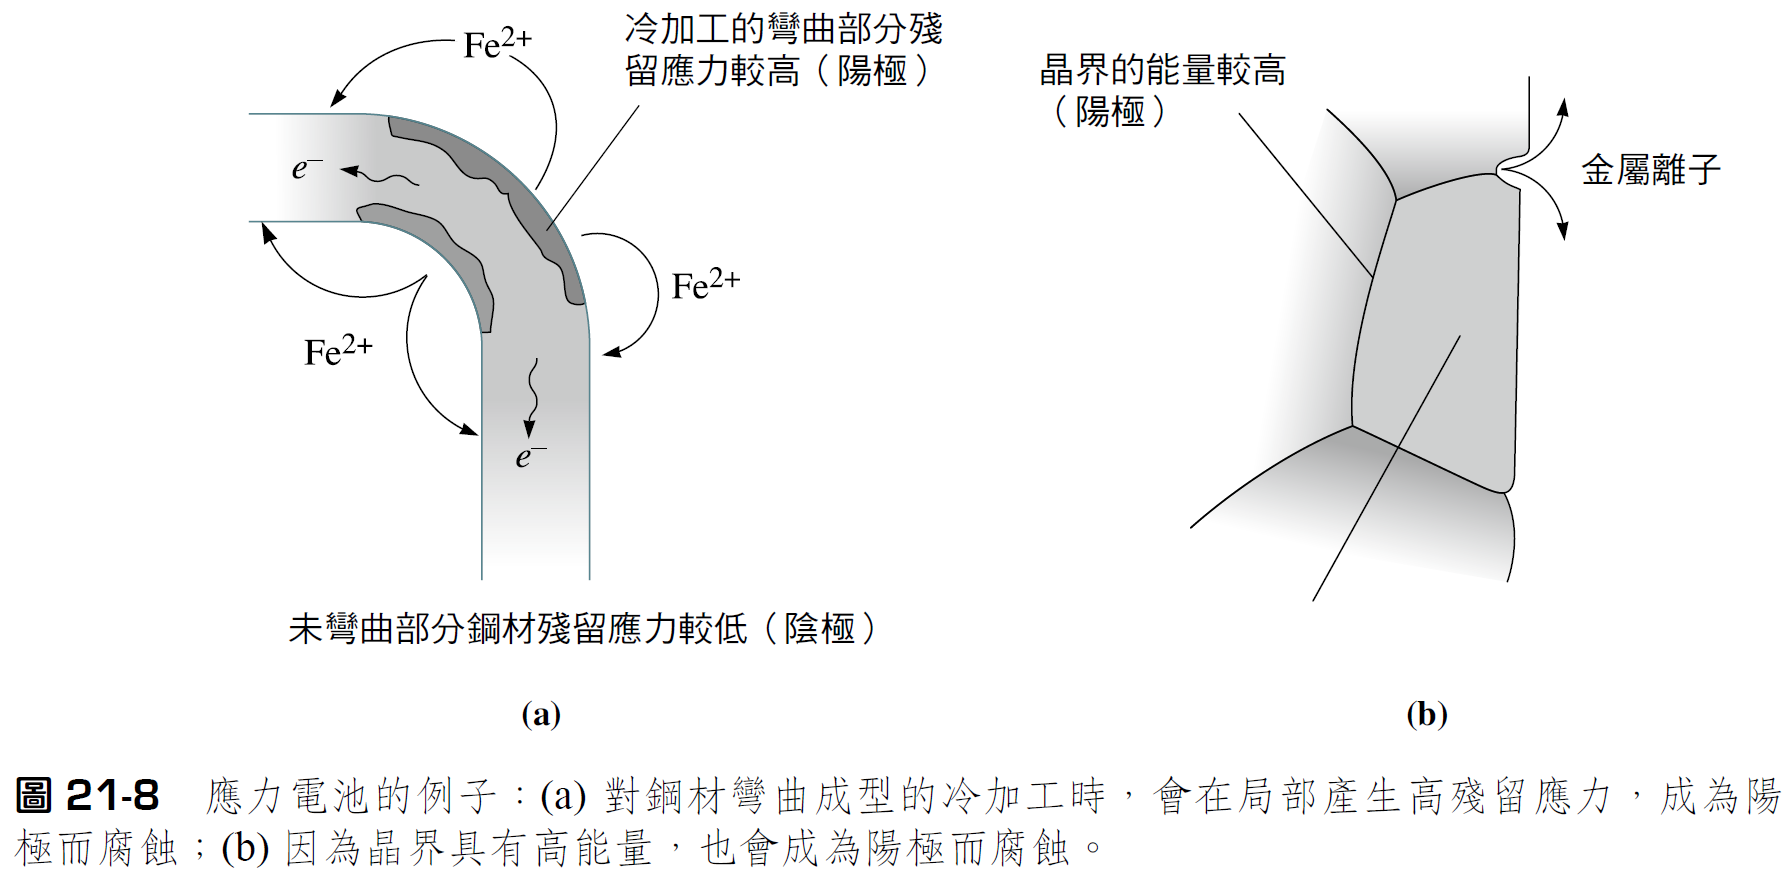 Fe2+
冷加工的彎曲部分殘
留應力較高（陽極）
e−
Fe2+
Fe2+
e−
未彎曲部分鋼材殘留應力較低（陰極）
(a)
晶界的能量較高
（陽極）
金屬離子
(b)
圖 21-8 應力電池的例子：(a) 對鋼材彎曲成型的冷加工時，會在局部產生高殘留應力，成為陽
極而腐蝕；(b) 因為晶界具有高能量，也會成為陽極而腐蝕。